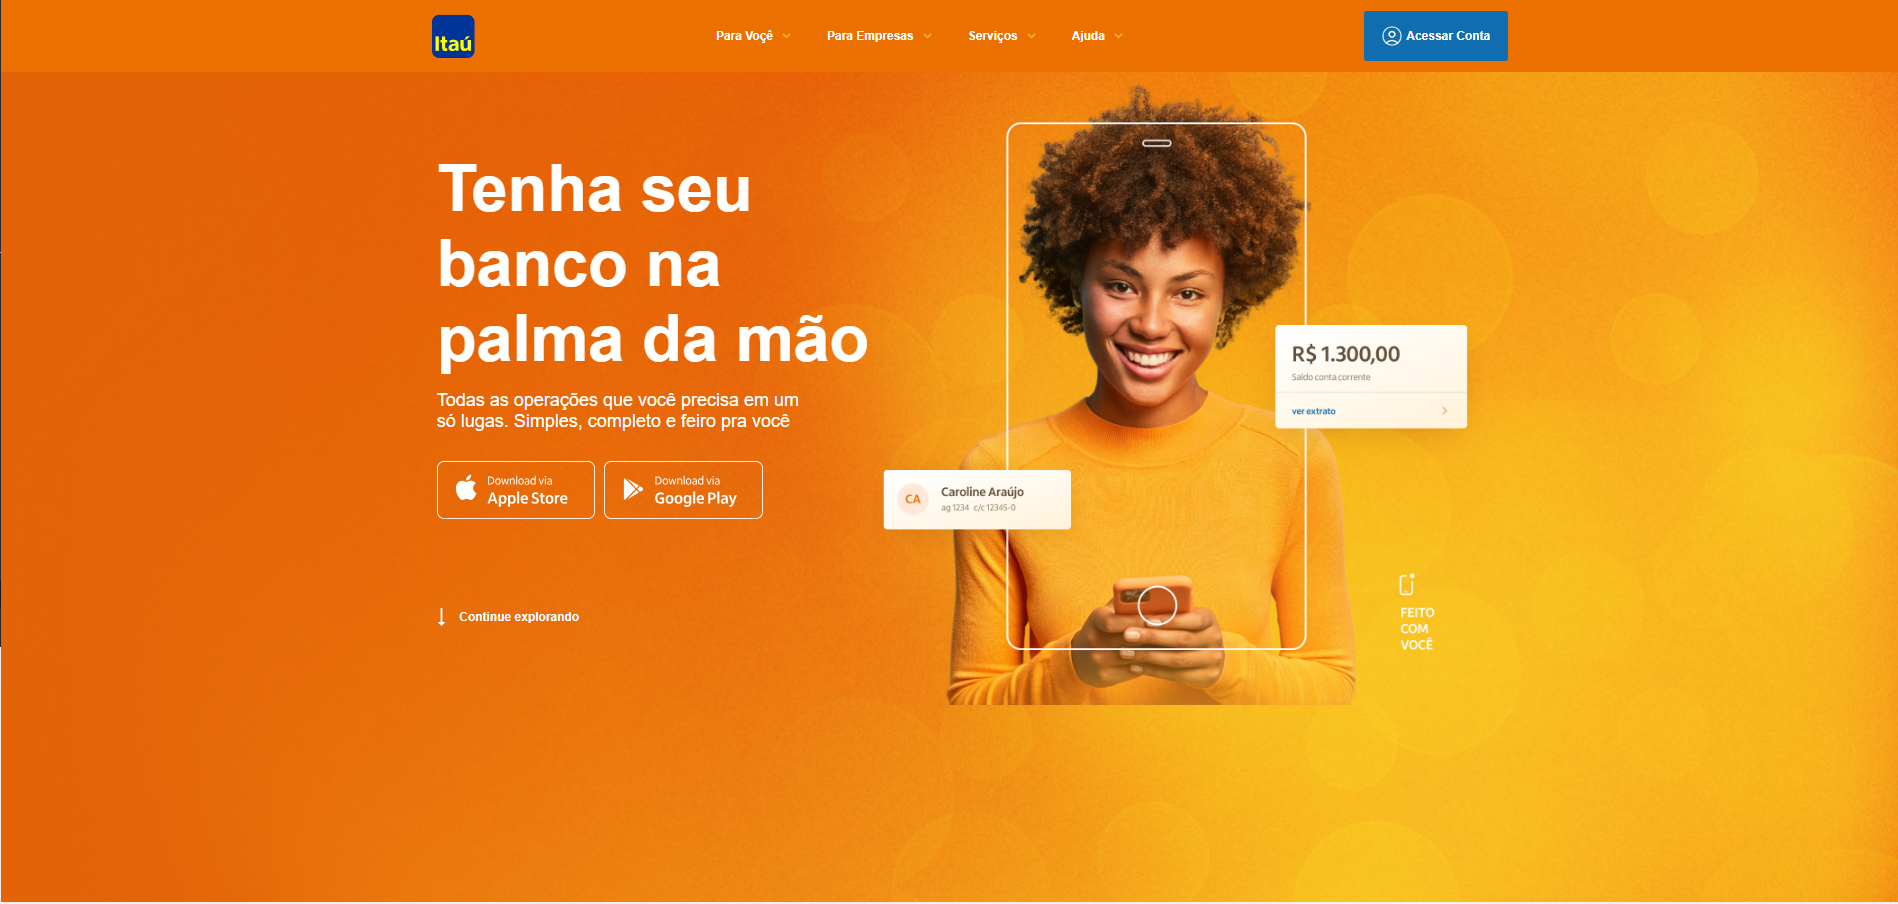 Itaú
Para Voçê
Para Empresas
Serviços
Ajuda
Acessar Conta
Tenha seu
banco na
palma da mão
Todas as operações que você precisa em um
só lugas. Simples, completo e feiro pra você
Download via
Apple Store
Download via
Google Play
Continue explorando
R$ 1.300,00
Saldo conta corrente
ver extrato
CA
Caroline Araújo
ag 1234 c/c 12345-0
FEITO
COM
VOCÊ